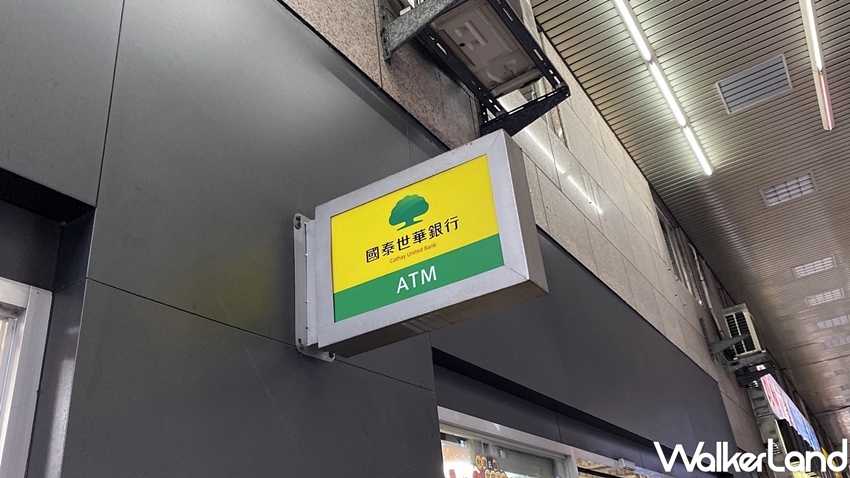 國泰世華銀行
Cathay United Bank
ATM
WalkerLand